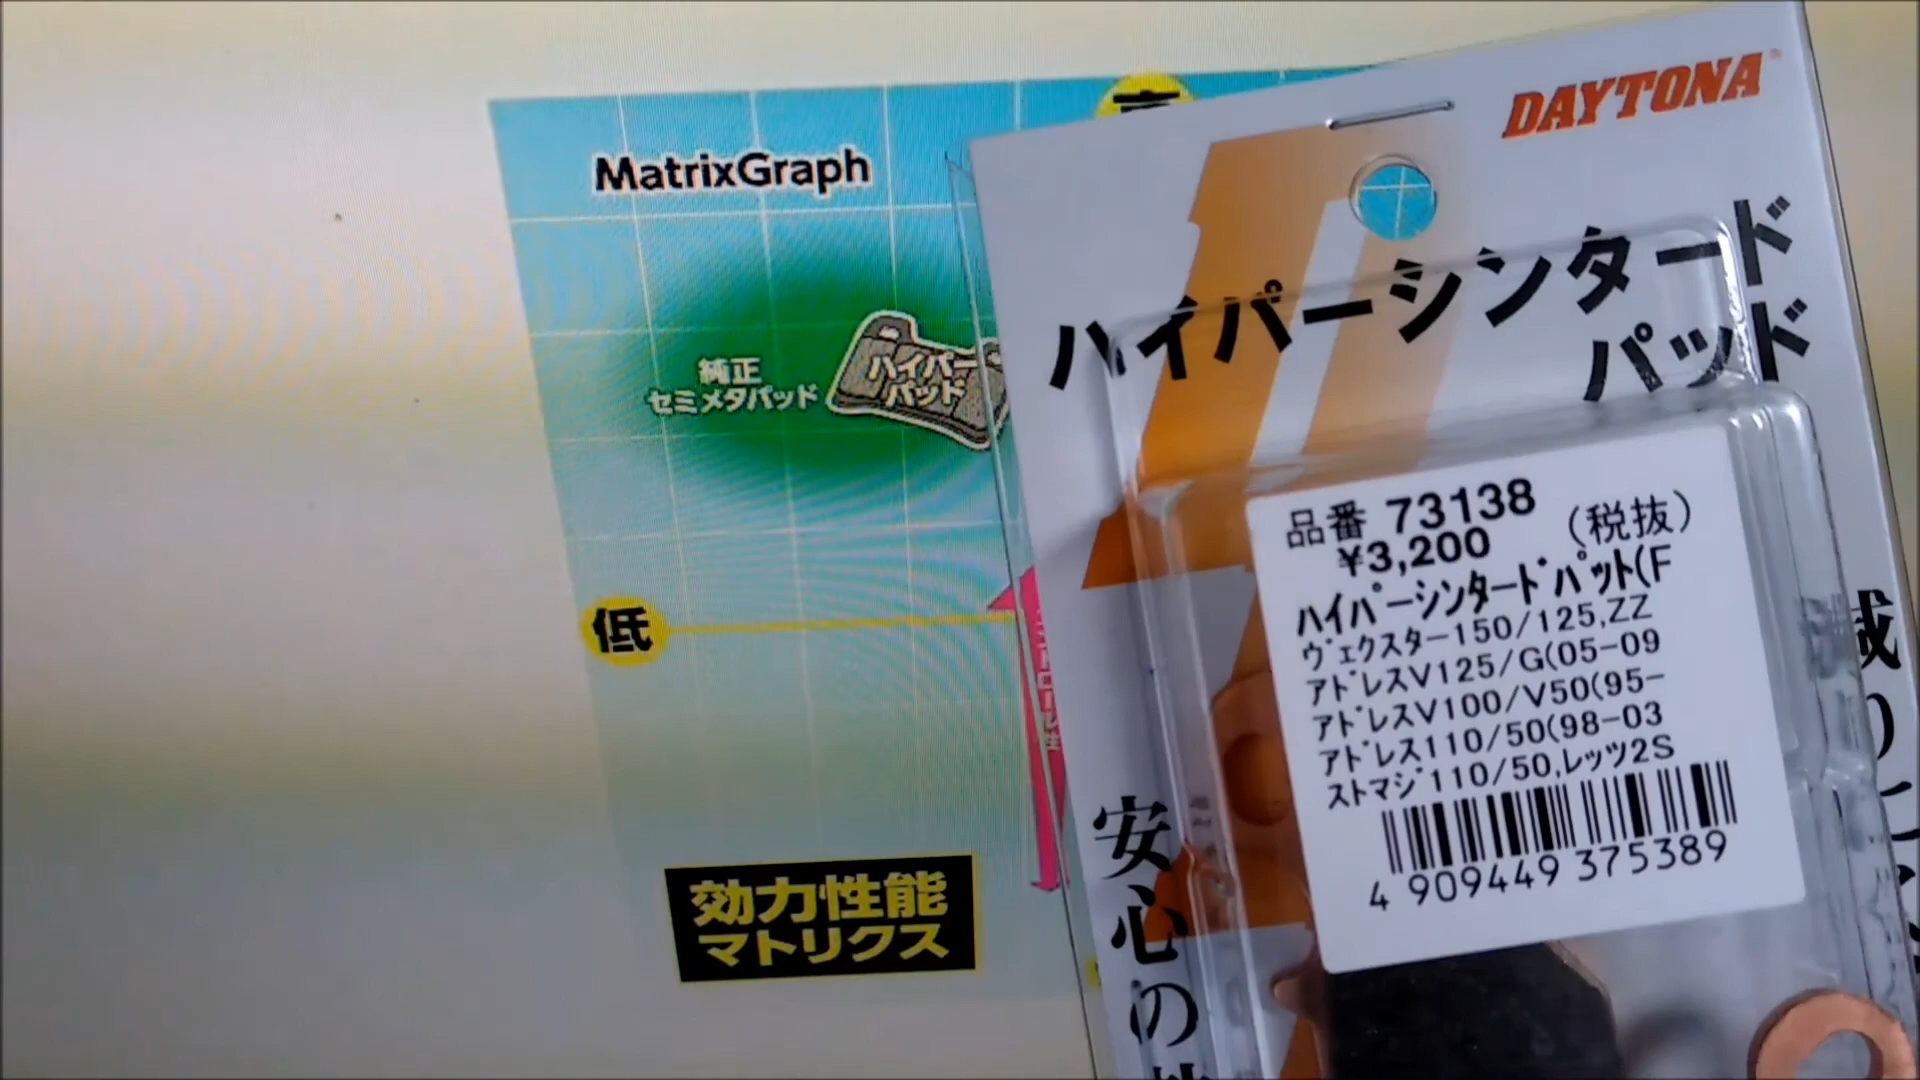 MatrixGraph
純正
セミメタパッド
ハイパー
パッド
低
効力性能
マトリクス
DAYTONA
ハイパーシンタード
パッド
品番 73138
¥3,200 (税抜)
ハイパーシンタードパット(F
ヴェクスター150/125,ZZ
アドレスV125/G(05-09
アドレスV100/V50(95-
アドレス110/50(98-03
ストマジ110/50,レッツ2S
4 909449 375389
安心の